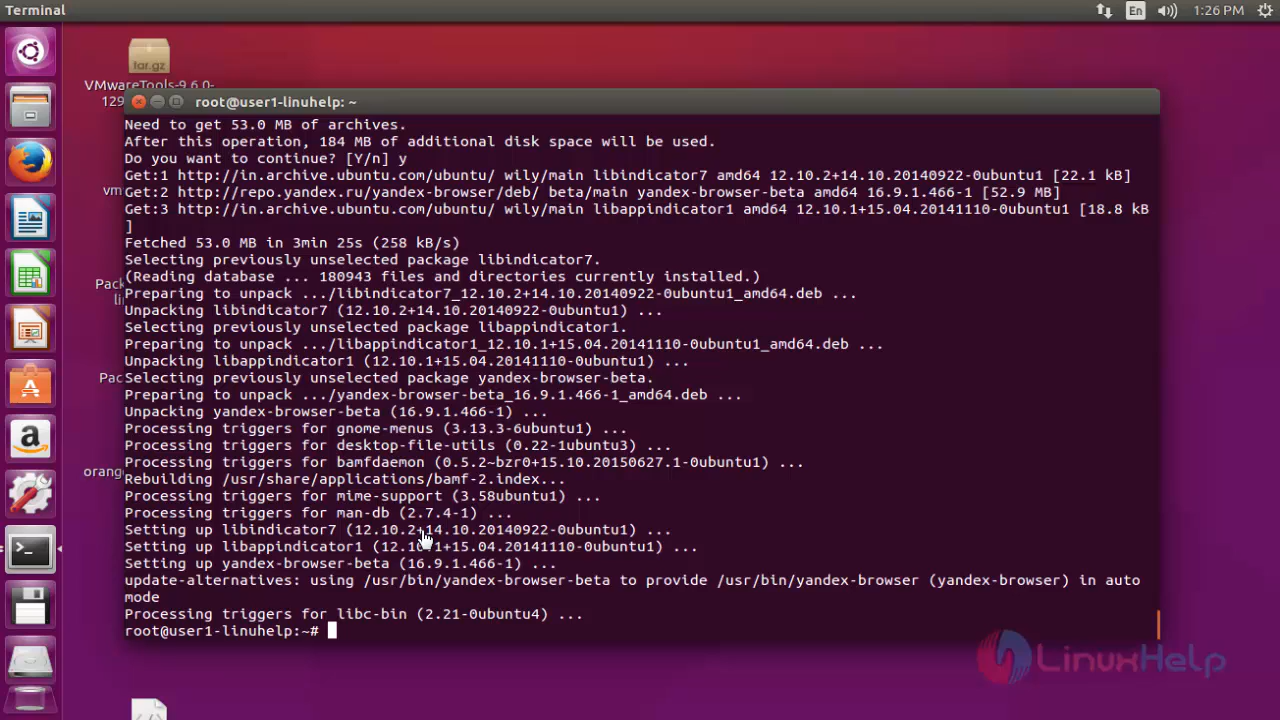 Terminal
En
1:26 PM
tar.gz
VMwareTools-9.6.0-
129
root@user1-linuhelp: ~
Need to get 53.0 MB of archives.
After this operation, 184 MB of additional disk space will be used.
Do you want to continue? [Y/n] y
Get:1 http://in.archive.ubuntu.com/ubuntu/ wily/main libindicator7 amd64 12.10.2+14.10.20140922-0ubuntu1 [22.1 kB]
Get:2 http://repo.yandex.ru/yandex-browser/deb/ beta/main yandex-browser-beta amd64 16.9.1.466-1 [52.9 MB]
Get:3 http://in.archive.ubuntu.com/ubuntu/ wily/main libappindicator1 amd64 12.10.1+15.04.20141110-0ubuntu1 [18.8 kB
]
Fetched 53.0 MB in 3min 25s (258 kB/s)
Selecting previously unselected package libindicator7.
(Reading database ... 180943 files and directories currently installed.)
Preparing to unpack .../libindicator7_12.10.2+14.10.20140922-0ubuntu1_amd64.deb ...
Unpacking libindicator7 (12.10.2+14.10.20140922-0ubuntu1) ...
Selecting previously unselected package libappindicator1.
Preparing to unpack .../libappindicator1_12.10.1+15.04.20141110-0ubuntu1_amd64.deb ...
Unpacking libappindicator1 (12.10.1+15.04.20141110-0ubuntu1) ...
Selecting previously unselected package yandex-browser-beta.
Preparing to unpack .../yandex-browser-beta_16.9.1.466-1_amd64.deb ...
Unpacking yandex-browser-beta (16.9.1.466-1) ...
Processing triggers for gnome-menus (3.13.3-6ubuntu1) ...
Processing triggers for desktop-file-utils (0.22-1ubuntu3) ...
Processing triggers for bamfdaemon (0.5.2~bzr0+15.10.20150627.1-0ubuntu1) ...
Rebuilding /usr/share/applications/bamf-2.index...
Processing triggers for mime-support (3.58ubuntu1) ...
Processing triggers for man-db (2.7.4-1) ...
Setting up libindicator7 (12.10.2+14.10.20140922-0ubuntu1) ...
Setting up libappindicator1 (12.10.1+15.04.20141110-0ubuntu1) ...
Setting up yandex-browser-beta (16.9.1.466-1) ...
update-alternatives: using /usr/bin/yandex-browser-beta to provide /usr/bin/yandex-browser (yandex-browser) in auto
mode
Processing triggers for libc-bin (2.21-0ubuntu4) ...
root@user1-linuhelp:~#
vm
Pack
li
Pac
orang
LinuxHelp